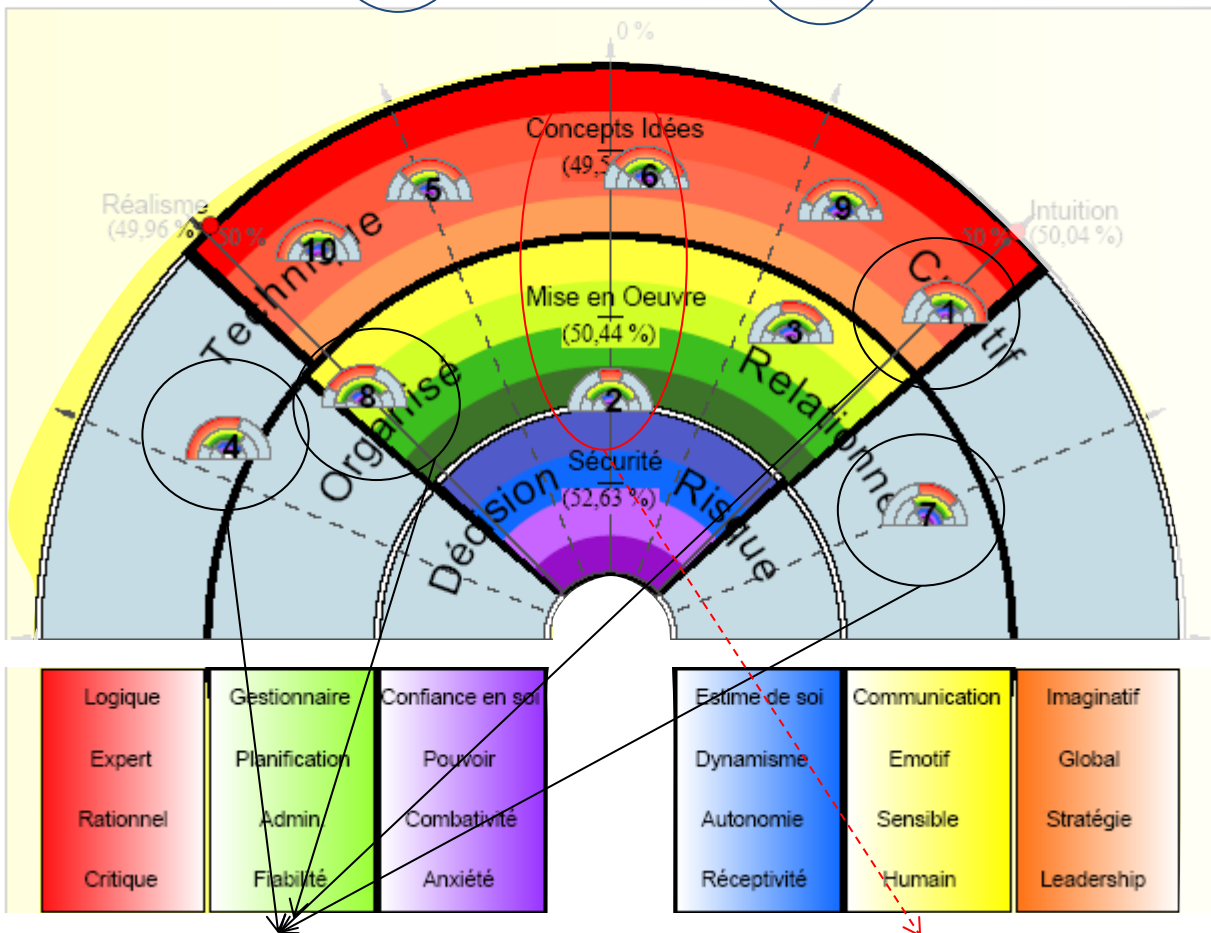 0 %
Concepts Idées
(49,5
6
5
9
Réalisme
(49,96 %
50 %
50 %
Intuition
(50,04 %)
10
Technique
1
Mise en Oeuvre
(50,44 %)
3
8
Organisé
Relationne
2
4
Sécurité
(52,63 %)
7
Décision
Risque
Logique
Expert
Rationnel
Critique
Gestionnaire
Planification
Admin
Fiabilité
Confiance en soi
Pouvoir
Combativité
Anxiété
Estime de soi
Dynamisme
Autonomie
Réceptivité
Communication
Emotif
Sensible
Humain
Imaginatif
Global
Stratégie
Leadership